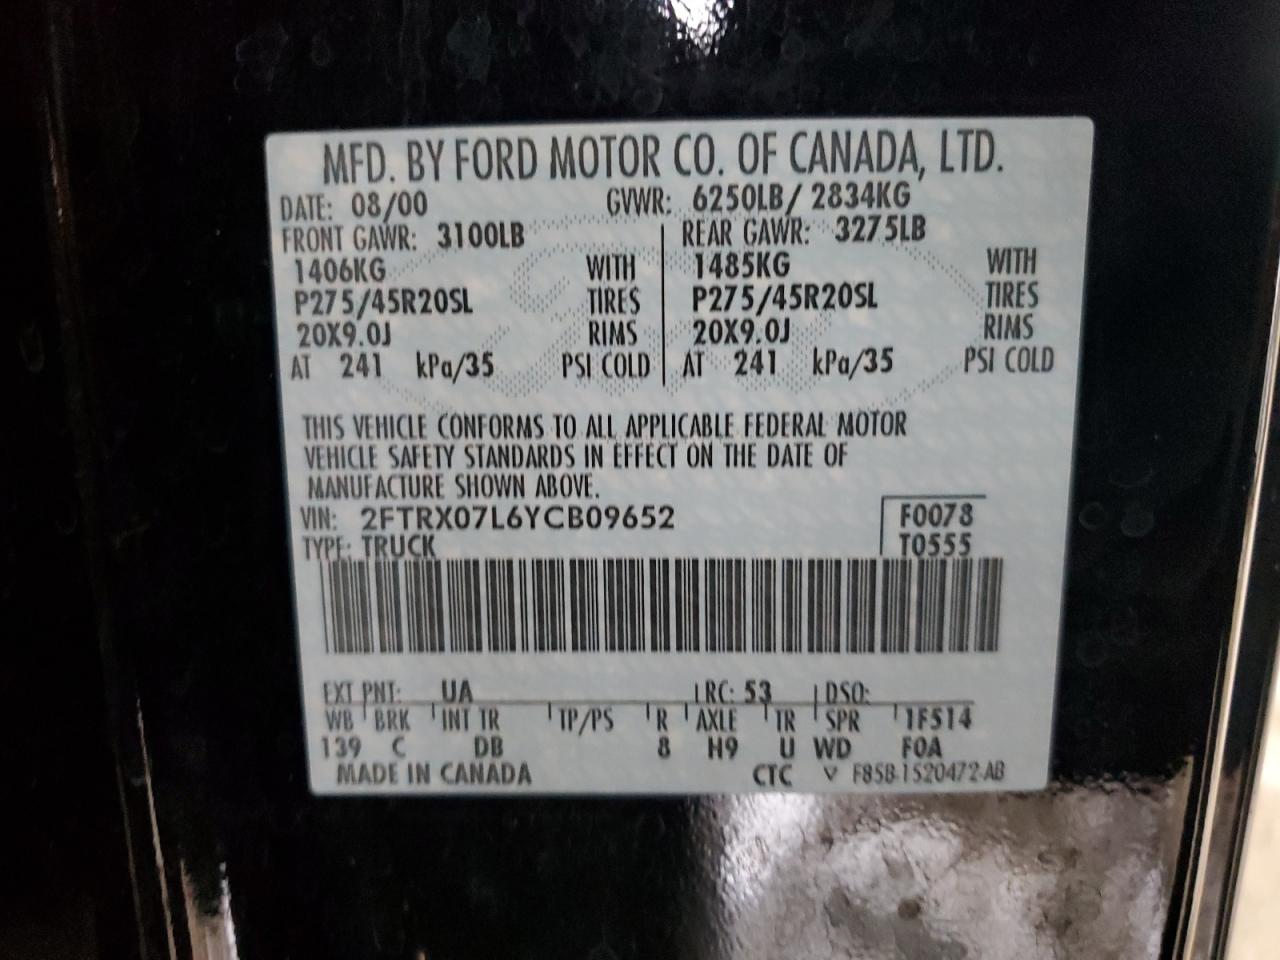 MFD. BY FORD MOTOR CO. OF CANADA, LTD.
DATE: 08/00 GVWR: 6250LB/ 2834KG
FRONT GAWR: 3100LB REAR GAWR: 3275LB
1406KG WITH 1485KG WITH
P275/45R20SL TIRES P275/45R20SL TIRES
20X9.0J RIMS 20X9.0J RIMS
AT 241 kPa/35 PSI COLD AT 241 kPa/35 PSI COLD
THIS VEHICLE CONFORMS TO ALL APPLICABLE FEDERAL MOTOR
VEHICLE SAFETY STANDARDS IN EFFECT ON THE DATE OF
MANUFACTURE SHOWN ABOVE.
VIN: 2FTRX07L6YCB09652 F0078
TYPE: TRUCK T0555
EXT PNT: UA RC: 53 DSO:
WB BRK INT TR TP/PS R AXLE TR SPR 1F514
139 C DB 8 H9 U WD F0A
MADE IN CANADA CTC F85B-1520472-AB